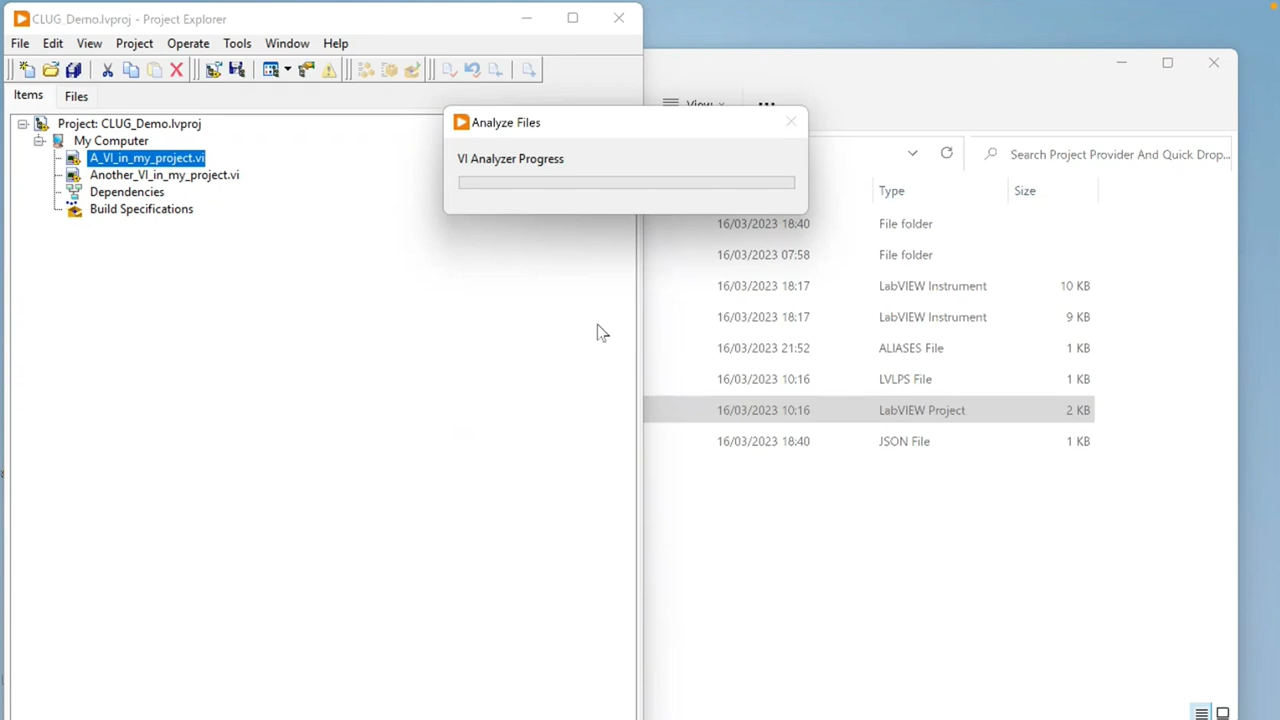 CLUG_Demo.lvproj - Project Explorer
File Edit View Project Operate Tools Window Help
Items Files
Project: CLUG_Demo.lvproj
My Computer
A_VI_in_my_project.vi
Another_VI_in_my_project.vi
Dependencies
Build Specifications
Analyze Files
VI Analyzer Progress
View
Search Project Provider And Quick Drop...
Type Size
16/03/2023 18:40 File folder
16/03/2023 07:58 File folder
16/03/2023 18:17 LabVIEW Instrument 10 KB
16/03/2023 18:17 LabVIEW Instrument 9 KB
16/03/2023 21:52 ALIASES File 1 KB
16/03/2023 10:16 LVLPS File 1 KB
16/03/2023 10:16 LabVIEW Project 2 KB
16/03/2023 18:40 JSON File 1 KB